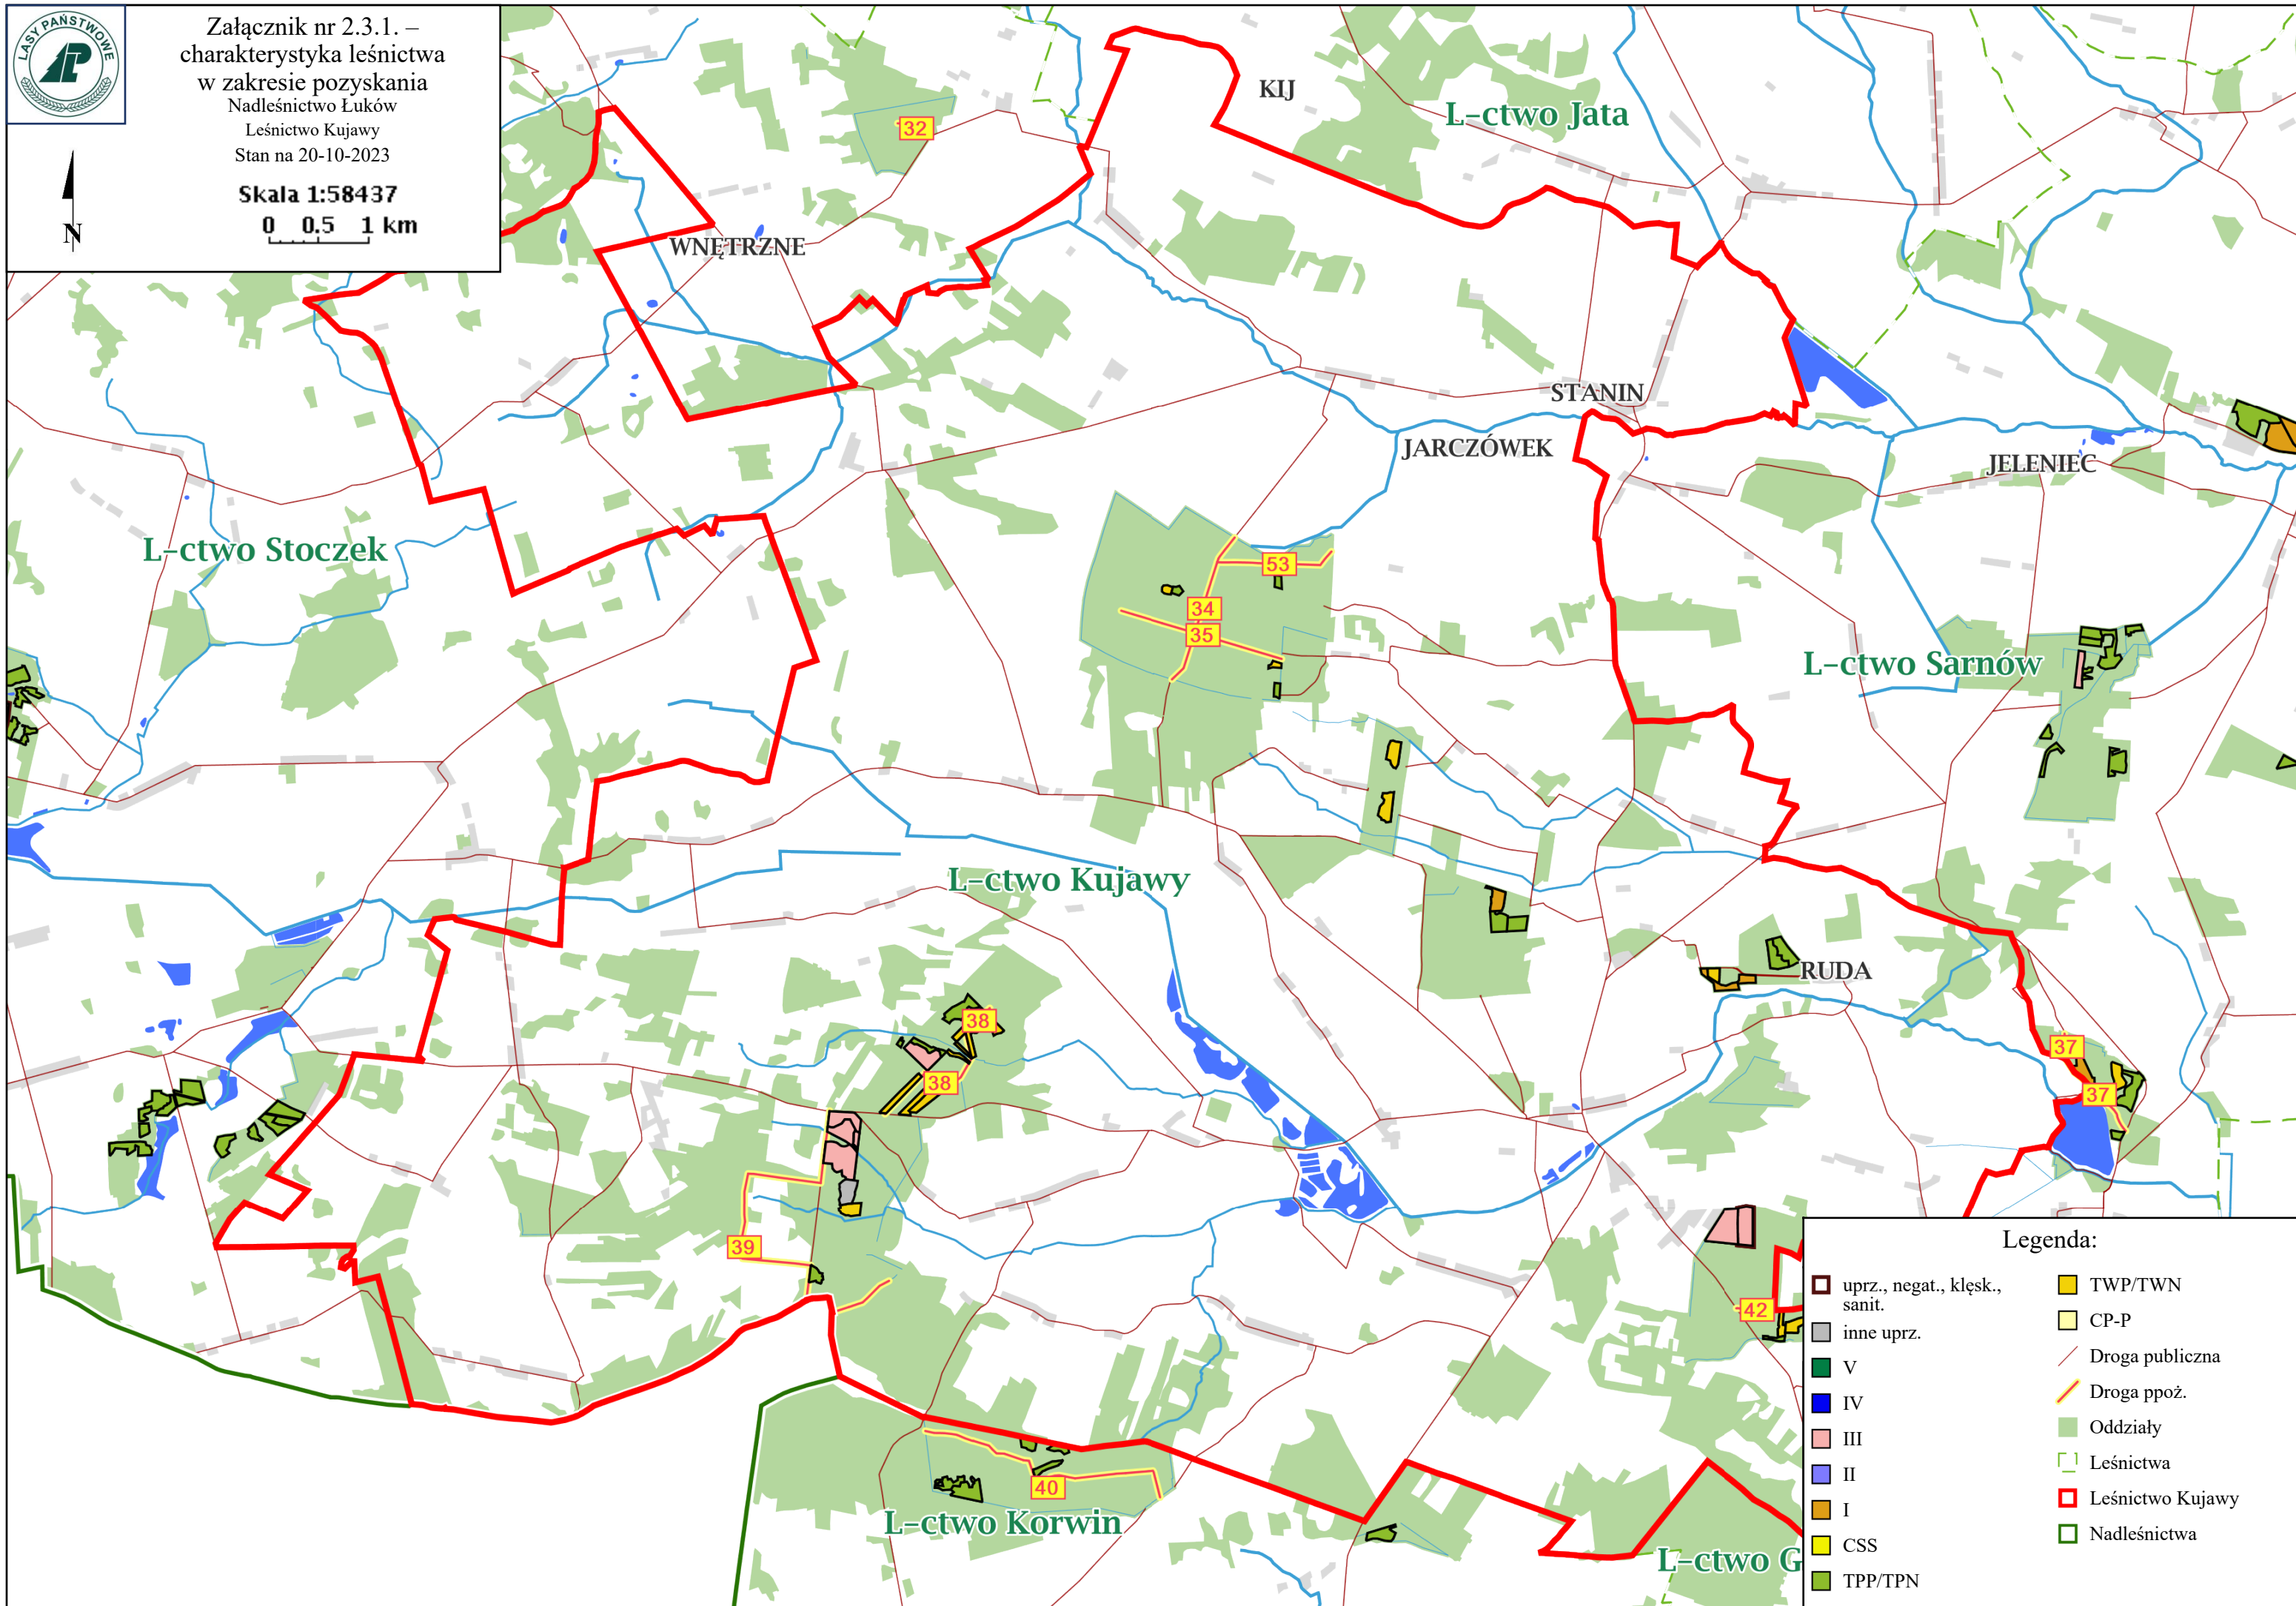 LASY PAŃSTWOWE
Załącznik nr 2.3.1. –
charakterystyka leśnictwa
w zakresie pozyskania
Nadleśnictwo Łuków
Leśnictwo Kujawy
Stan na 20-10-2023
Skala 1:58437
0 0.5 1 km
N
KIJ
L-ctwo Jata
32
WNĘTRZNE
STANIN
JARCZÓWEK
JELENIEC
L-ctwo Stoczek
53
34
35
L-ctwo Sarnów
L-ctwo Kujawy
RUDA
38
37
38
37
39
42
40
L-ctwo Korwin
L-ctwo G
Legenda:
uprz., negat., klęsk.,
sanit.
inne uprz.
V
IV
III
II
I
CSS
TPP/TPN
TWP/TWN
CP-P
Droga publiczna
Droga ppoż.
Oddziały
Leśnictwa
Leśnictwo Kujawy
Nadleśnictwa